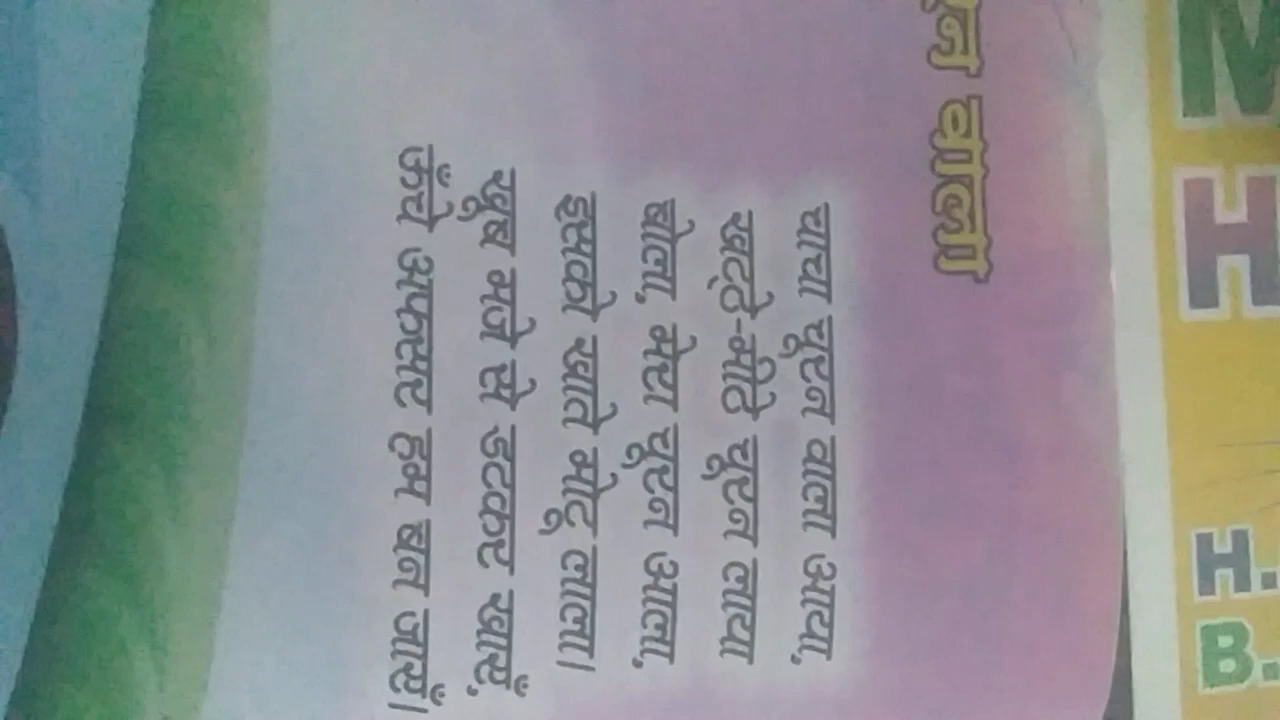 वाला
चाचा चूरन वाला आया,
खट्टे-मीठे चूरन लाया
बोला, मेरा चूरन आला,
इसको खाते मोटू लाला।
खूब मजे से डटकर खाएँ,
ऊँचे अफसर हम बन जाएँ।
H
H.
B.